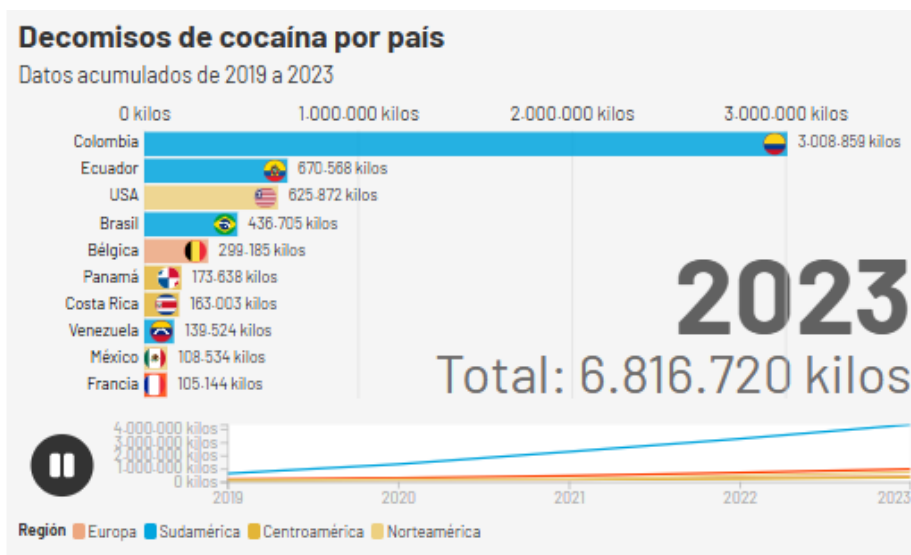 Decomisos de cocaína por país
Datos acumulados de 2019 a 2023
0 kilos 1.000.000 kilos 2.000.000 kilos 3.000.000 kilos
Colombia 3.008.859 kilos
Ecuador 670.568 kilos
USA 625.872 kilos
Brasil 436.705 kilos
Bélgica 299.185 kilos
Panamá 173.638 kilos
Costa Rica 163.003 kilos
Venezuela 139.524 kilos
México 108.534 kilos
Francia 105.144 kilos
2023
Total: 6.816.720 kilos
4.000.000 kilos
3.000.000 kilos
2.000.000 kilos
1.000.000 kilos
0 kilos
2019 2020 2021 2022 2023
Región Europa Sudamérica Centroamérica Norteamérica